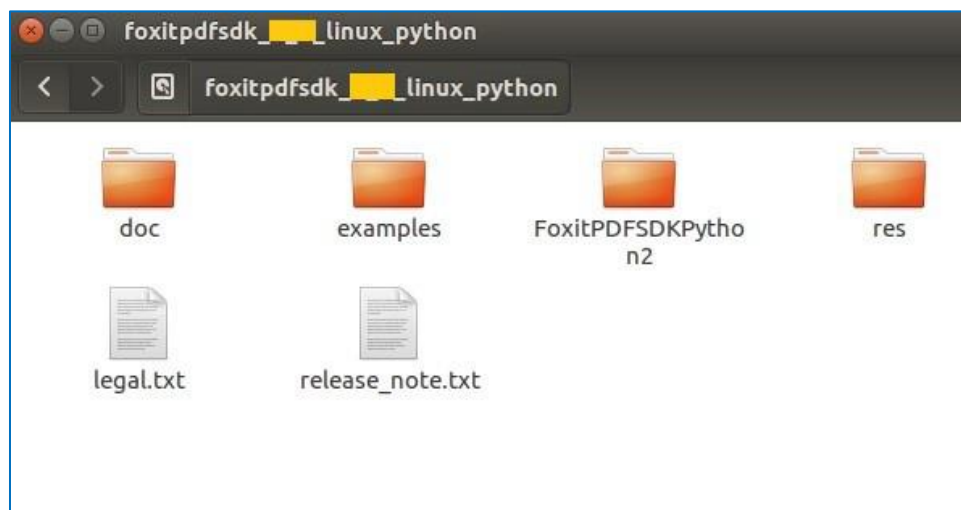 foxitpdfsdk_ _ _linux_python
foxitpdfsdk_ _ _linux_python
doc
examples
FoxitPDFSDKPytho
n2
res
legal.txt
release_note.txt